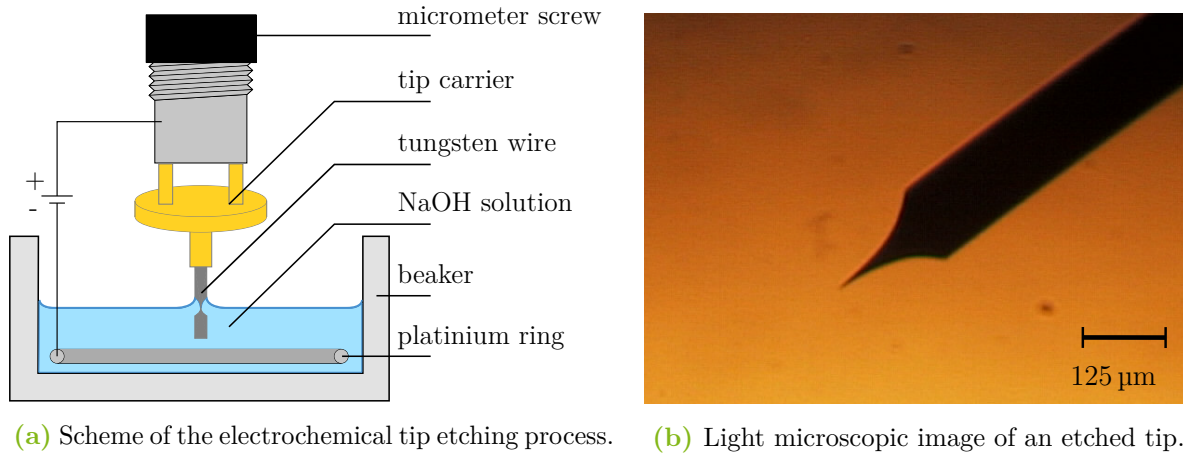 micrometer screw
tip carrier
tungsten wire
NaOH solution
beaker
platinium ring
+
-
125 µm
(a) Scheme of the electrochemical tip etching process.
(b) Light microscopic image of an etched tip.